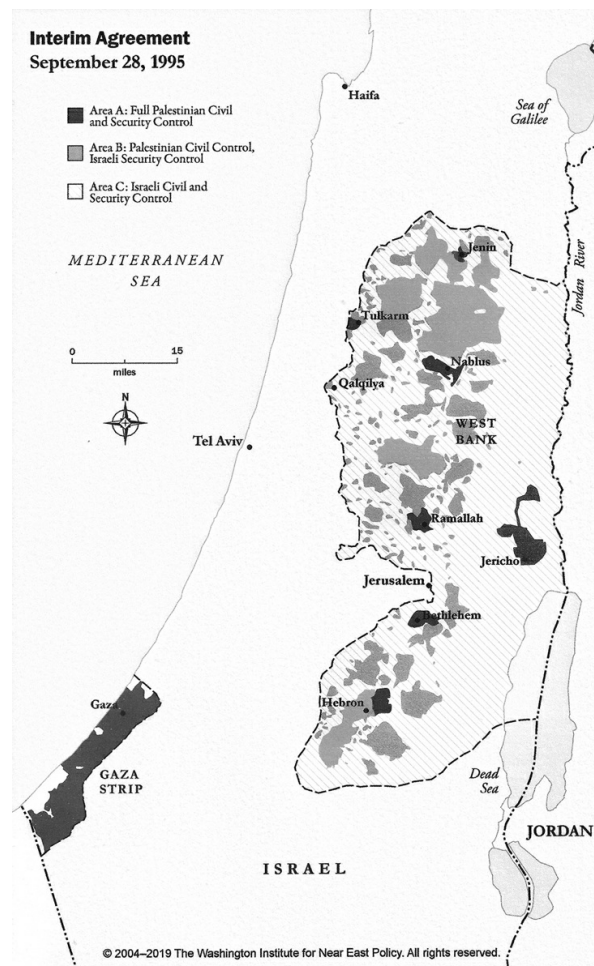 Interim Agreement
September 28, 1995
Area A: Full Palestinian Civil
and Security Control
Area B: Palestinian Civil Control,
Israeli Security Control
Area C: Israeli Civil and
Security Control
Haifa
Sea of
Galilee
MEDITERRANEAN
SEA
Jenin
Jordan River
Tulkarm
0 15
miles
Nablus
Qalqilya
N
WEST
BANK
Tel Aviv
Ramallah
Jericho
Jerusalem
Bethlehem
Hebron
Gaza
GAZA
STRIP
Dead
Sea
JORDAN
ISRAEL
© 2004–2019 The Washington Institute for Near East Policy. All rights reserved.